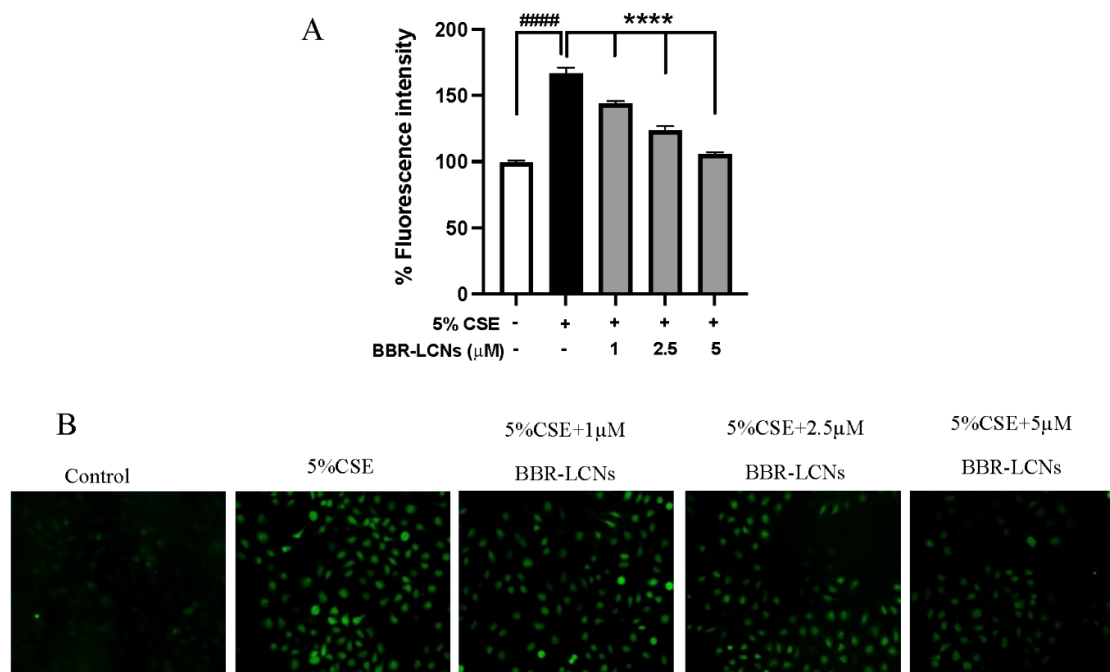 A
####
****
% Fluorescence intensity
200
150
100
50
0
5% CSE - + + + +
BBR-LCNs (μM) - - 1 2.5 5
B
Control
5%CSE
5%CSE+1μM
BBR-LCNs
5%CSE+2.5μM
BBR-LCNs
5%CSE+5μM
BBR-LCNs